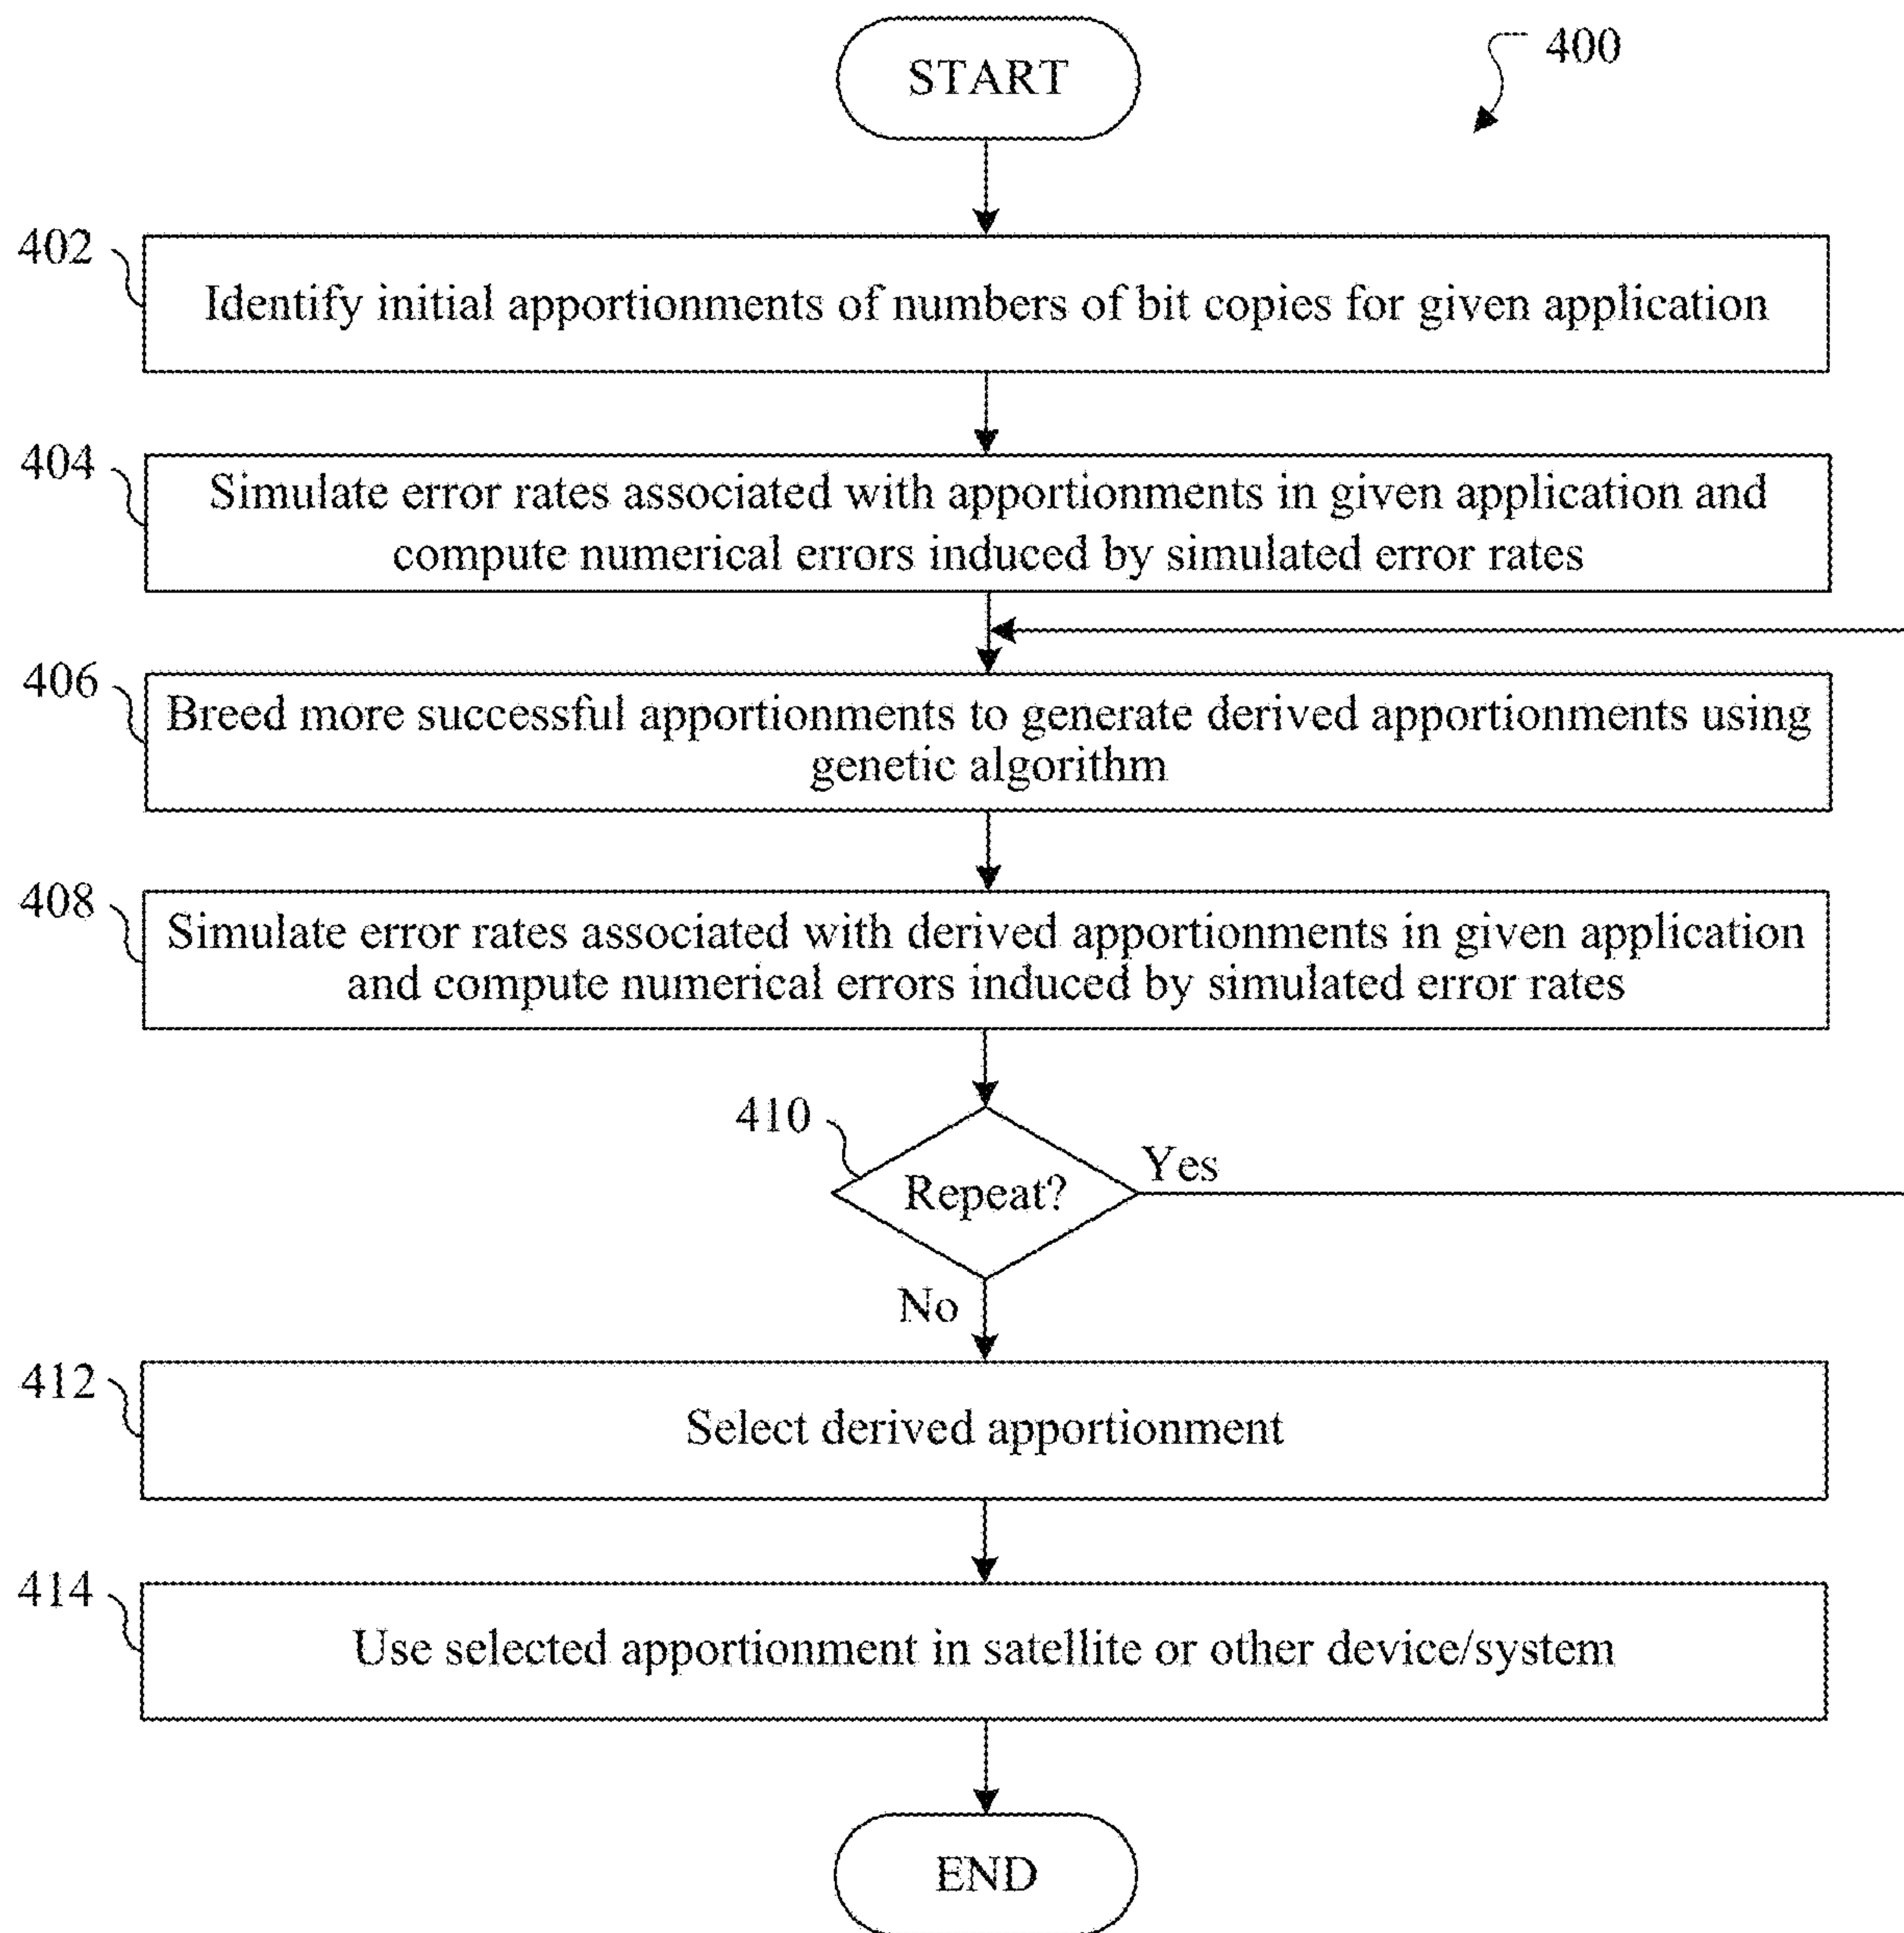 START
400
402
Identify initial apportionments of numbers of bit copies for given application
404
Simulate error rates associated with apportionments in given application and
compute numerical errors induced by simulated error rates
406
Breed more successful apportionments to generate derived apportionments using
genetic algorithm
408
Simulate error rates associated with derived apportionments in given application
and compute numerical errors induced by simulated error rates
410
Repeat?
Yes
No
412
Select derived apportionment
414
Use selected apportionment in satellite or other device/system
END